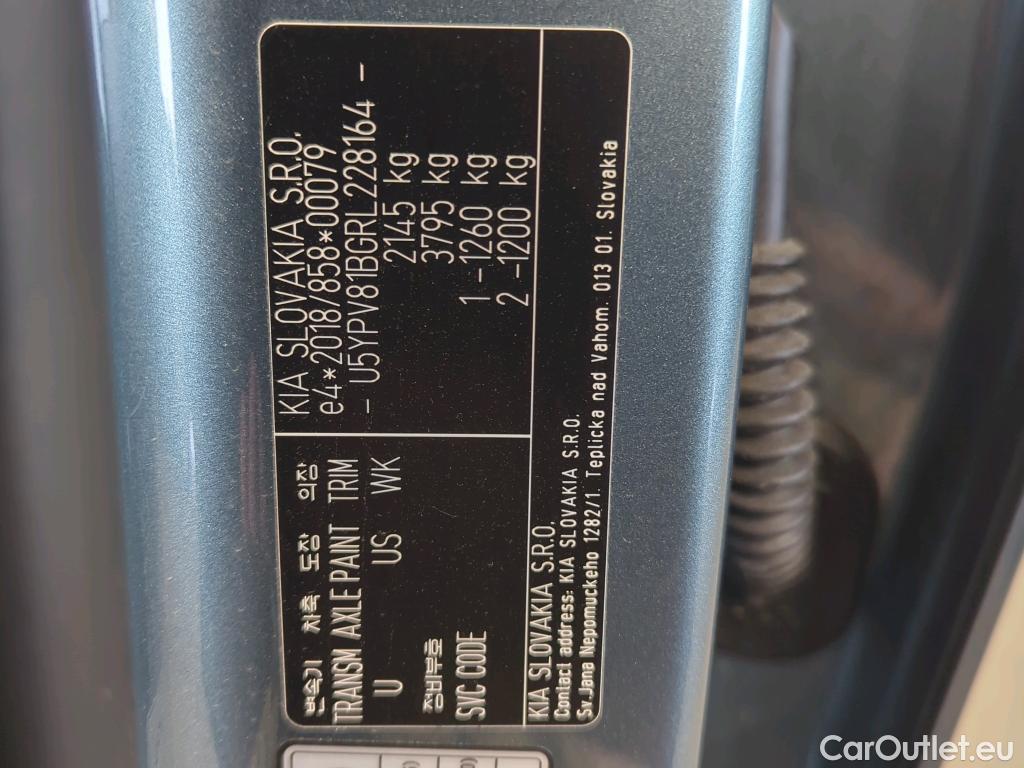 KIA SLOVAKIA S.R.O.
e4*2018/858*00079
- U5YPV81BGRL228164 -
2145 kg
3795 kg
1 -1260 kg
2 -1200 kg
변속기 차축 도장 의장
TRANSM AXLE PAINT TRIM
U US WK
정비부호
SVC CODE
KIA SLOVAKIA S.R.O.
Contact address: KIA SLOVAKIA S.R.O.
Sv.Jana Nepomuckeho 1282/1. Teplicka nad Vahom. 013 01. Slovakia
CarOutlet.eu